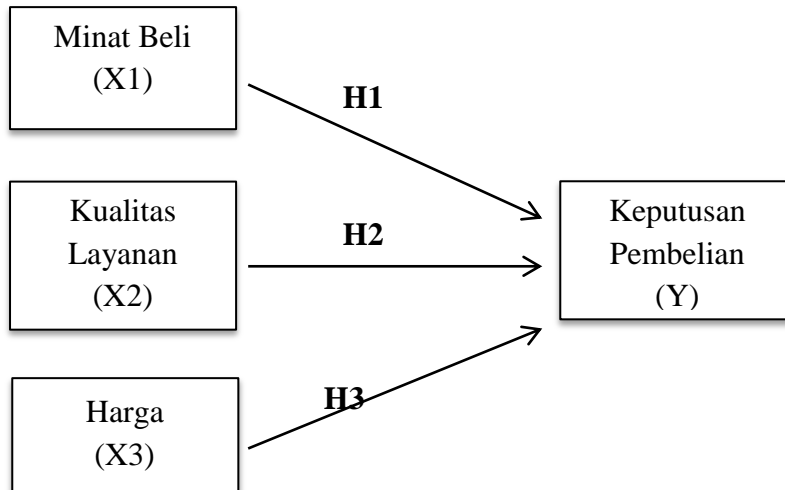 Minat Beli
(X1)
H1
Kualitas
Layanan
(X2)
H2
Keputusan
Pembelian
(Y)
H3
Harga
(X3)